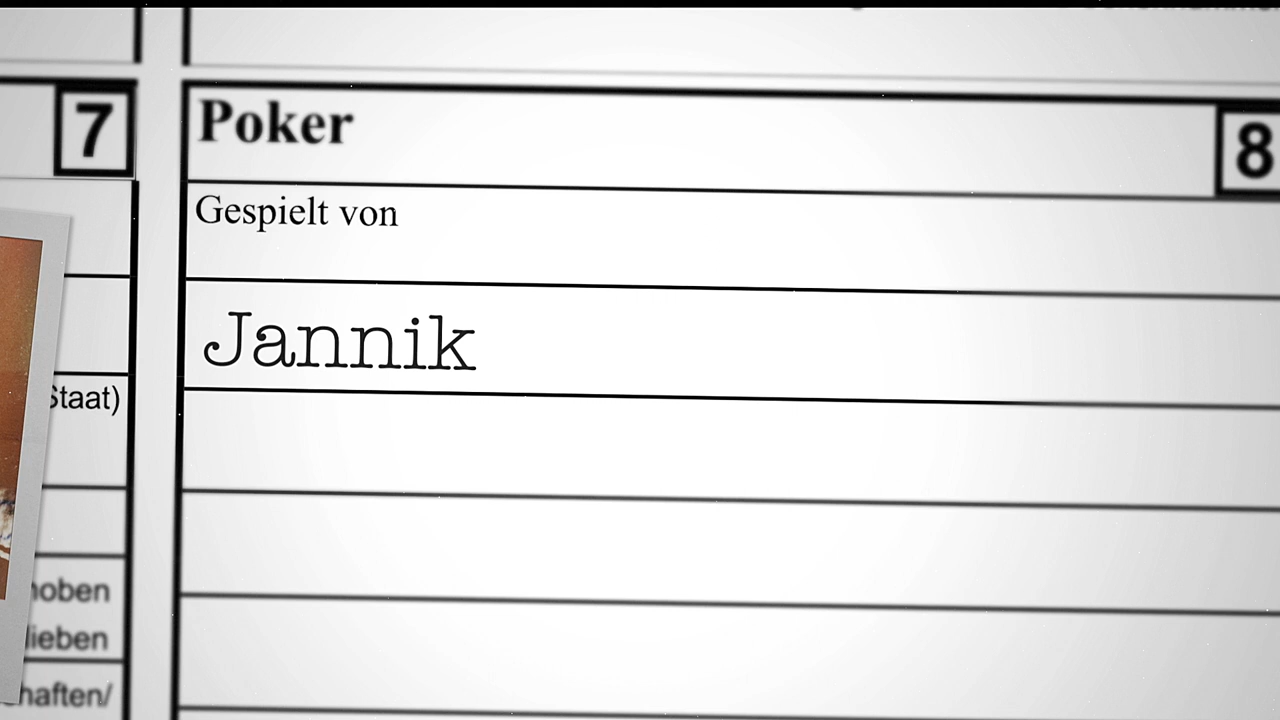 7
Poker
8
Gespielt von
Jannik
Staat)
hoben
lieben
haften/